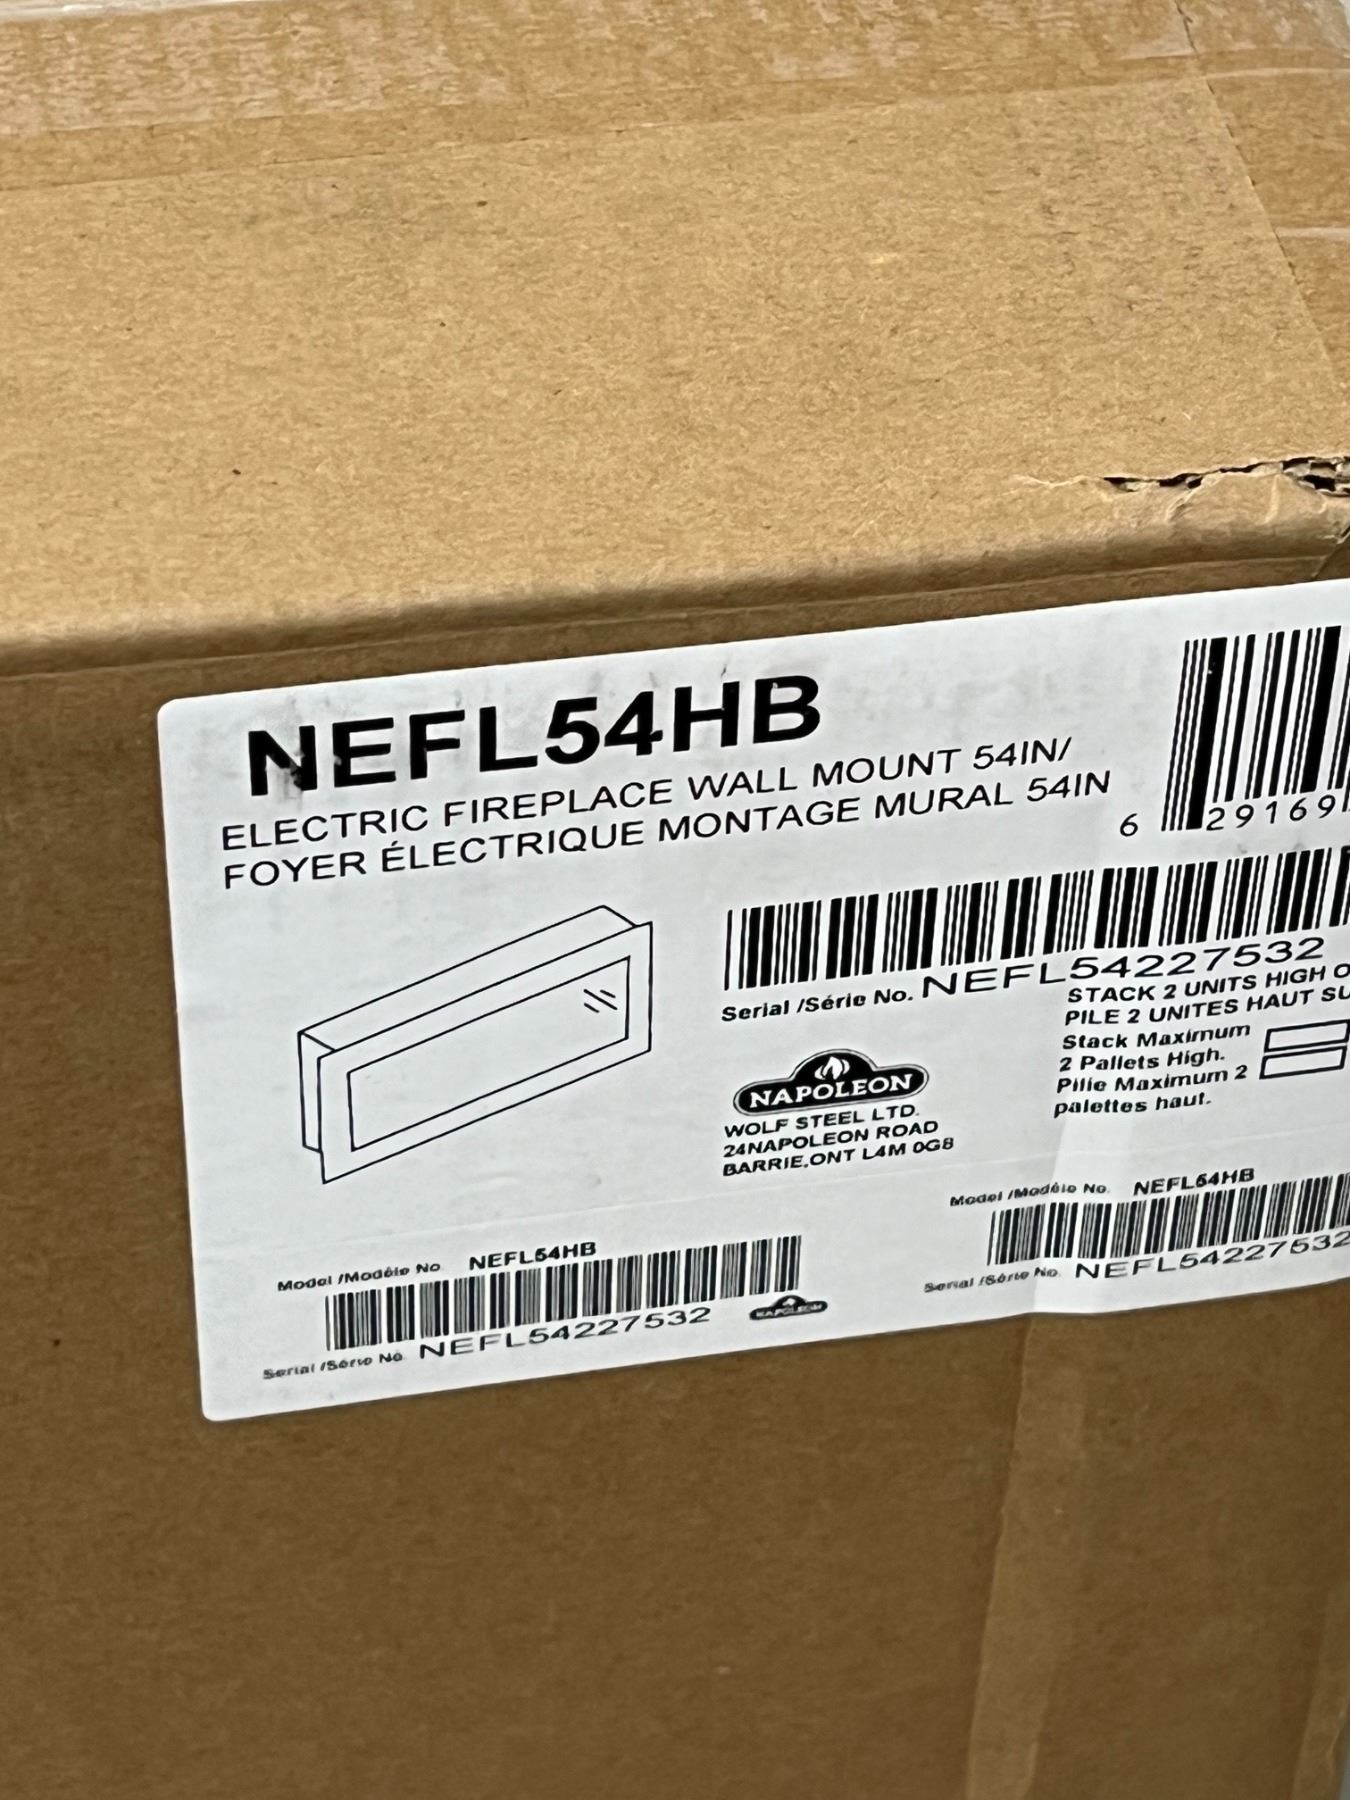 NEFL54HB
ELECTRIC FIREPLACE WALL MOUNT 54IN/
FOYER ÉLECTRIQUE MONTAGE MURAL 54IN
6 29169
Serial /Série No. NEFL54227532
STACK 2 UNITS HIGH
PILE 2 UNITES HAUT
Stack Maximum
2 Pallets High.
Pilie Maximum 2
palettes haut.
NAPOLEON
WOLF STEEL LTD.
24NAPOLEON ROAD
BARRIE,ONT L4M 0G8
Model /Modèle No. NEFL54HB
Serial /Série No. NEFL54227532
NAPOLEON
Model /Modèle No. NEFL54HB
Serial /Série No. NEFL54227532